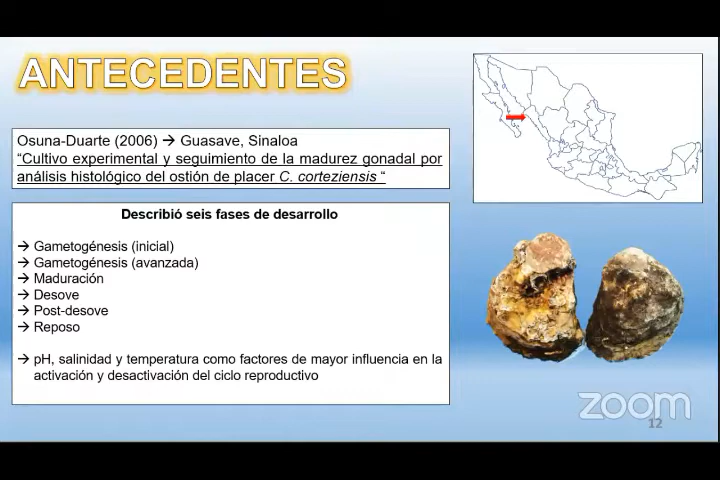 ANTECEDENTES
Osuna-Duarte (2006) → Guasave, Sinaloa
“Cultivo experimental y seguimiento de la madurez gonadal por
análisis histológico del ostión de placer C. corteziensis “
Describió seis fases de desarrollo
→ Gametogénesis (inicial)
→ Gametogénesis (avanzada)
→ Maduración
→ Desove
→ Post-desove
→ Reposo
→ pH, salinidad y temperatura como factores de mayor influencia en la
activación y desactivación del ciclo reproductivo
zoom
12